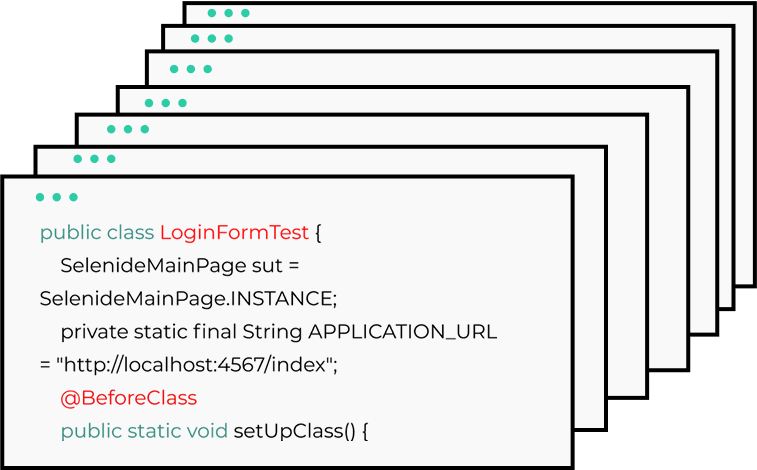 public class LoginFormTest {
SelenideMainPage sut =
SelenideMainPage.INSTANCE;
private static final String APPLICATION_URL
= "http://localhost:4567/index";
@BeforeClass
public static void setUpClass() {